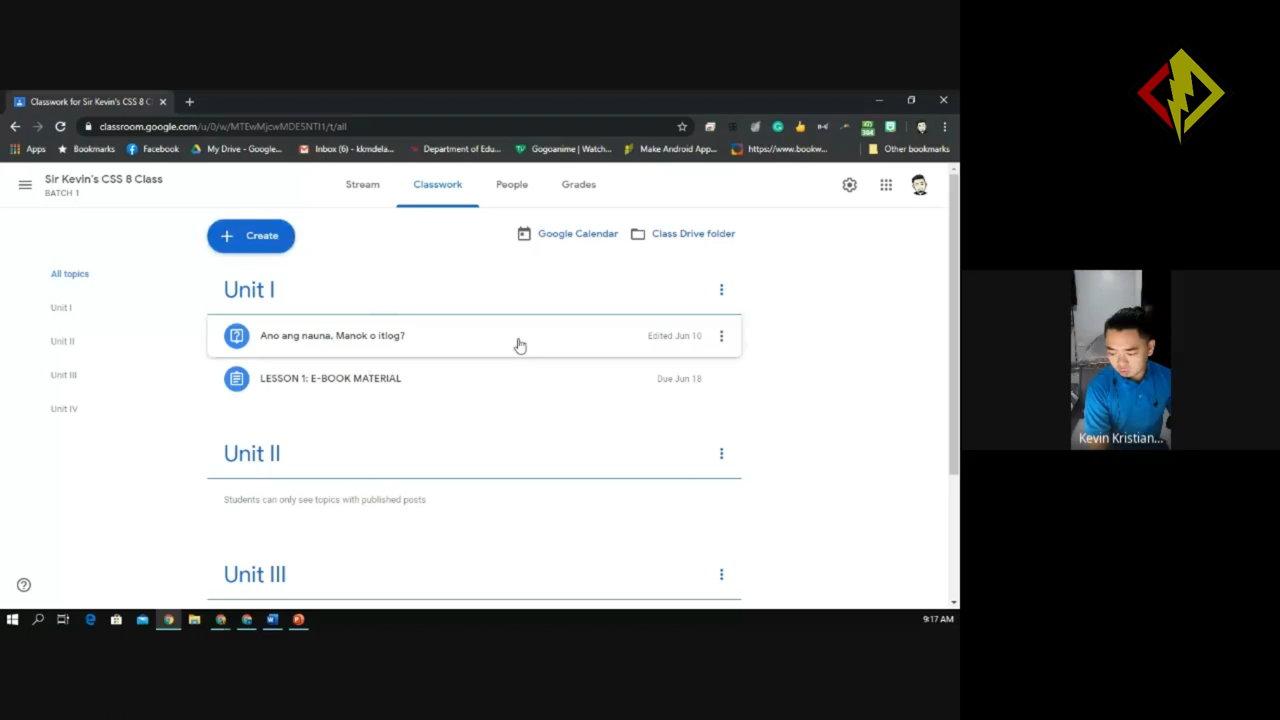 Classwork for Sir Kevin's CSS 8 C
classroom.google.com/u/0/w/MTEwMjcwMDE5NTI1/t/all
Apps
Bookmarks
Facebook
My Drive - Google...
Inbox (6) - kkmdela...
Department of Edu...
Gogoanime | Watch...
Make Android App...
https://www.bookw...
Other bookmarks
Sir Kevin's CSS 8 Class
BATCH 1
Stream
Classwork
People
Grades
Create
Google Calendar
Class Drive folder
All topics
Unit I
Unit II
Unit III
Unit IV
Unit I
Ano ang nauna, Manok o itlog?
Edited Jun 10
LESSON 1: E-BOOK MATERIAL
Due Jun 18
Unit II
Students can only see topics with published posts
Unit III
9:17 AM
Kevin Kristian...